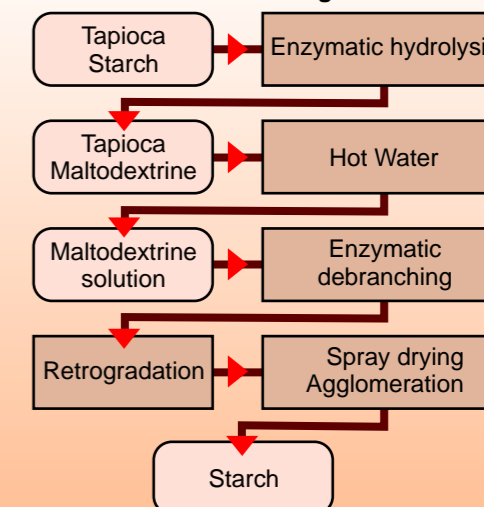 Tapioca
Starch
Enzymatic hydrolysi
Tapioca
Maltodextrine
Hot Water
Maltodextrine
solution
Enzymatic
debranching
Retrogradation
Spray drying
Agglomeration
Starch